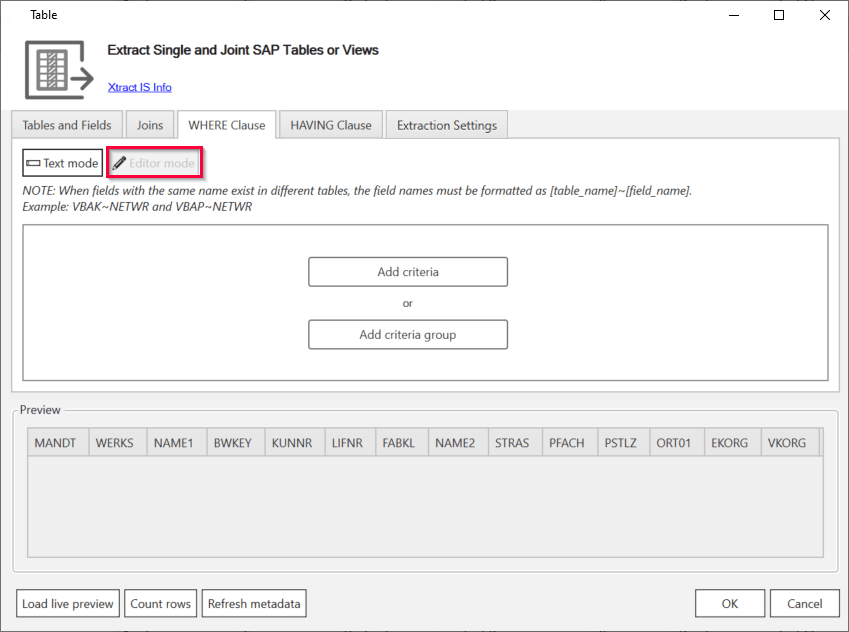 Table
Extract Single and Joint SAP Tables or Views
Xtract IS Info
Tables and Fields Joins WHERE Clause HAVING Clause Extraction Settings
Text mode Editor mode
NOTE: When fields with the same name exist in different tables, the field names must be formatted as [table_name]~[field_name].
Example: VBAK~NETWR and VBAP~NETWR
Add criteria
or
Add criteria group
Preview
MANDT WERKS NAME1 BWKEY KUNNR LIFNR FABKL NAME2 STRAS PFACH PSTLZ ORT01 EKORG VKORG
Load live preview Count rows Refresh metadata OK Cancel